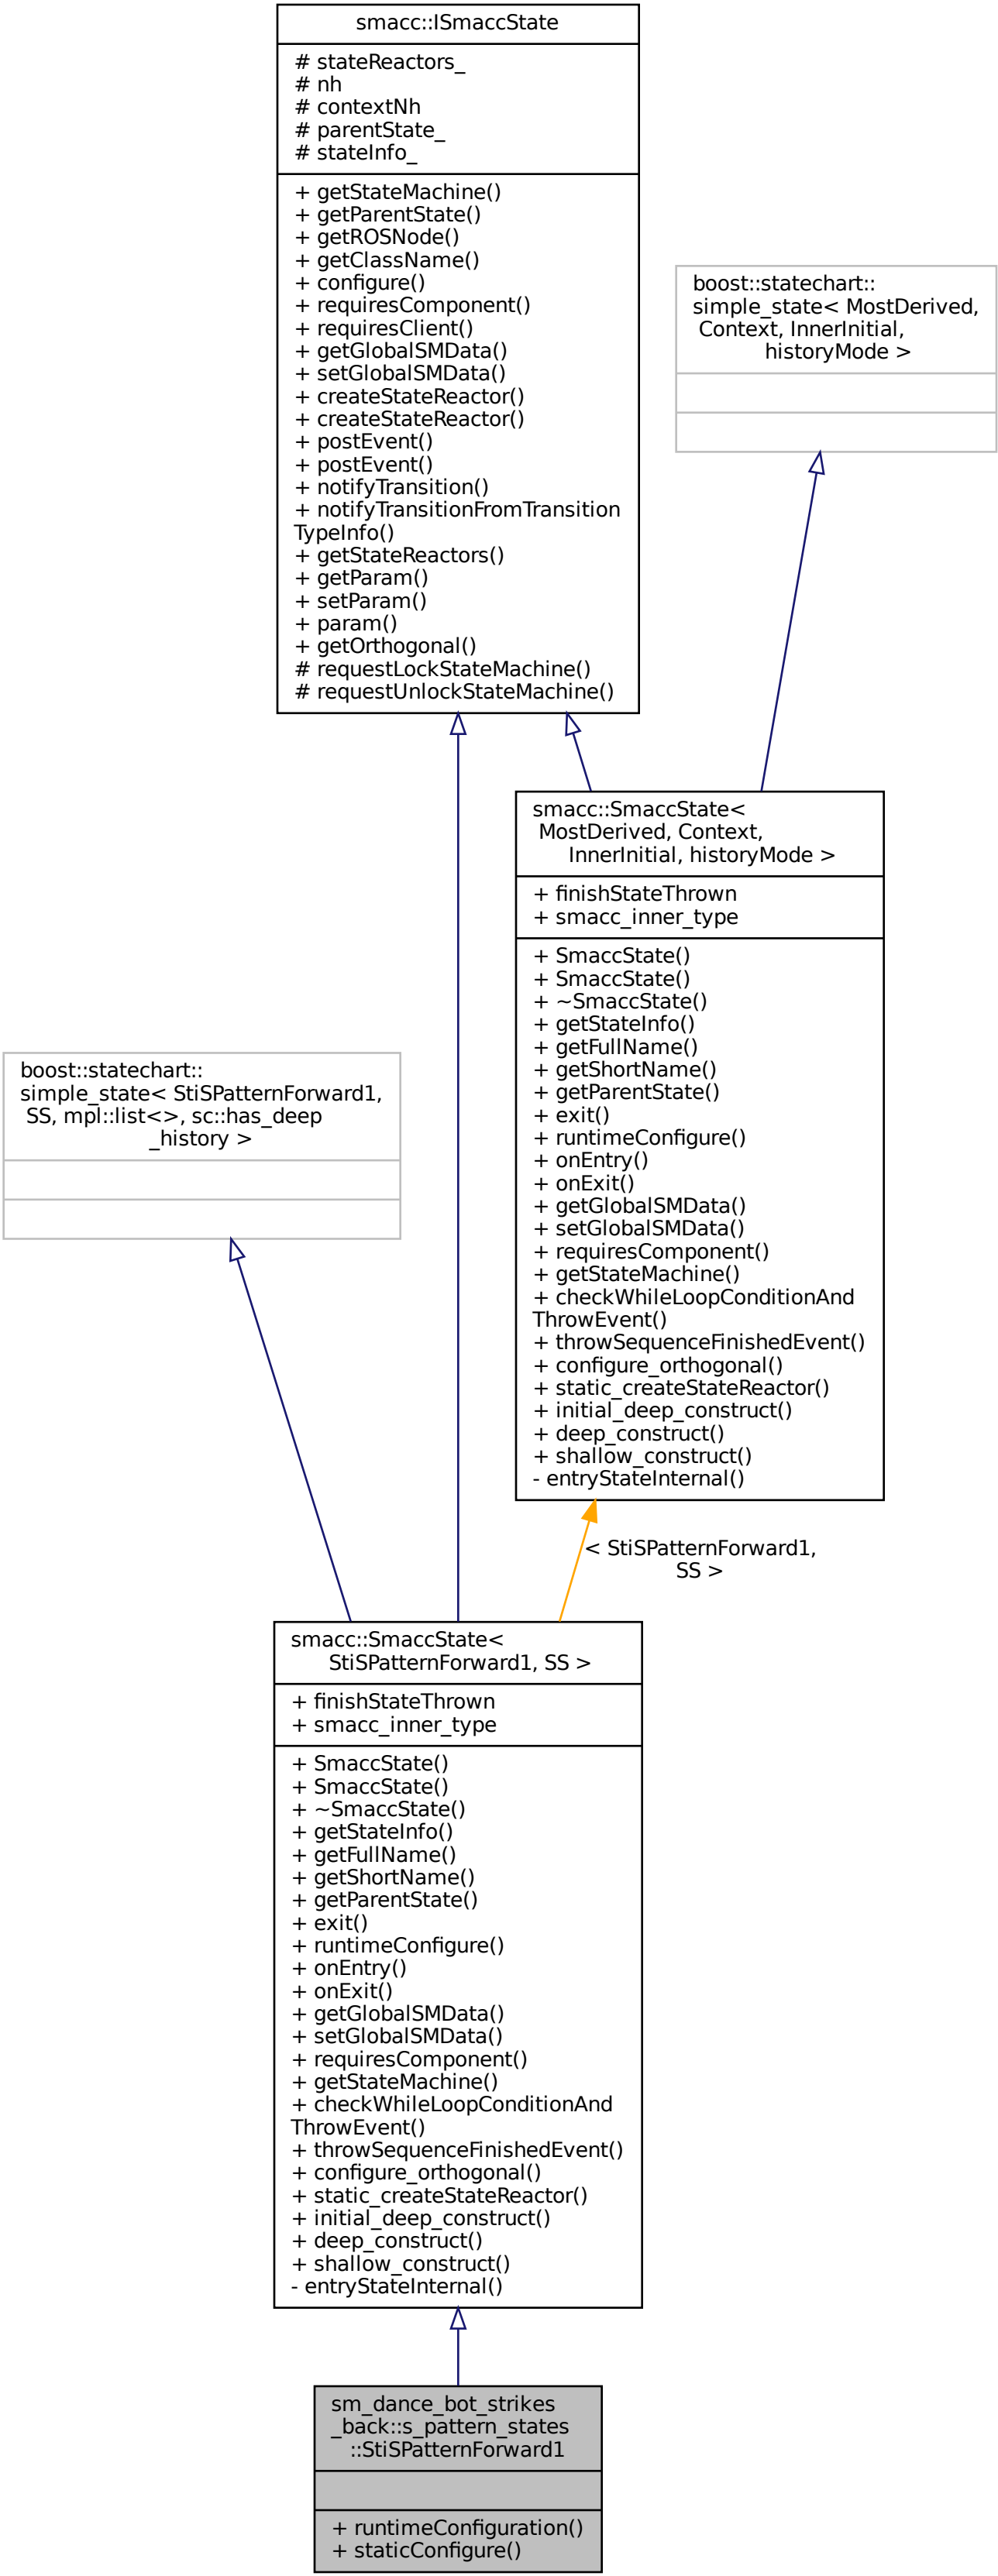 smacc::ISmaccState
# stateReactors_
# nh
# contextNh
# parentState_
# stateInfo_
+ getStateMachine()
+ getParentState()
+ getROSNode()
+ getClassName()
+ configure()
+ requiresComponent()
+ requiresClient()
+ getGlobalSMData()
+ setGlobalSMData()
+ createStateReactor()
+ createStateReactor()
+ postEvent()
+ postEvent()
+ notifyTransition()
+ notifyTransitionFromTransition
TypeInfo()
+ getStateReactors()
+ getParam()
+ setParam()
+ param()
+ getOrthogonal()
# requestLockStateMachine()
# requestUnlockStateMachine()
boost::statechart::
simple_state< MostDerived,
Context, InnerInitial,
historyMode >
smacc::SmaccState<
MostDerived, Context,
InnerInitial, historyMode >
+ finishStateThrown
+ smacc_inner_type
+ SmaccState()
+ SmaccState()
+ ~SmaccState()
+ getStateInfo()
+ getFullName()
+ getShortName()
+ getParentState()
+ exit()
+ runtimeConfigure()
+ onEntry()
+ onExit()
+ getGlobalSMData()
+ setGlobalSMData()
+ requiresComponent()
+ getStateMachine()
+ checkWhileLoopConditionAnd
ThrowEvent()
+ throwSequenceFinishedEvent()
+ configure_orthogonal()
+ static_createStateReactor()
+ initial_deep_construct()
+ deep_construct()
+ shallow_construct()
- entryStateInternal()
boost::statechart::
simple_state< StiSPatternForward1,
SS, mpl::list<>, sc::has_deep
_history >
< StiSPatternForward1,
SS >
smacc::SmaccState<
StiSPatternForward1, SS >
+ finishStateThrown
+ smacc_inner_type
+ SmaccState()
+ SmaccState()
+ ~SmaccState()
+ getStateInfo()
+ getFullName()
+ getShortName()
+ getParentState()
+ exit()
+ runtimeConfigure()
+ onEntry()
+ onExit()
+ getGlobalSMData()
+ setGlobalSMData()
+ requiresComponent()
+ getStateMachine()
+ checkWhileLoopConditionAnd
ThrowEvent()
+ throwSequenceFinishedEvent()
+ configure_orthogonal()
+ static_createStateReactor()
+ initial_deep_construct()
+ deep_construct()
+ shallow_construct()
- entryStateInternal()
sm_dance_bot_strikes
_back::s_pattern_states
::StiSPatternForward1
+ runtimeConfiguration()
+ staticConfigure()